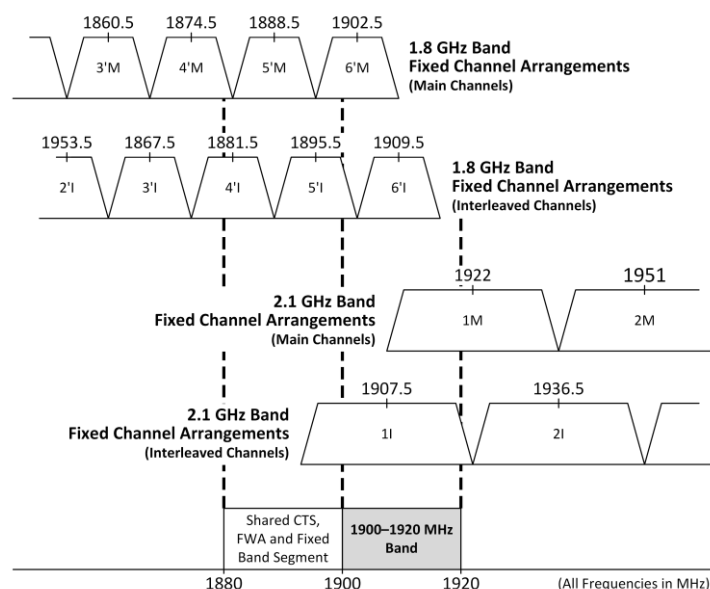 1860.5 1874.5 1888.5 1902.5
3'M 4'M 5'M 6'M
1.8 GHz Band
Fixed Channel Arrangements
(Main Channels)
1953.5 1867.5 1881.5 1895.5 1909.5
2'I 3'I 4'I 5'I 6'I
1.8 GHz Band
Fixed Channel Arrangements
(Interleaved Channels)
1922 1951
2.1 GHz Band
Fixed Channel Arrangements
(Main Channels)
1M 2M
1907.5 1936.5
2.1 GHz Band
Fixed Channel Arrangements
(Interleaved Channels)
1I 2I
Shared CTS,
FWA and Fixed
Band Segment
1900–1920 MHz
Band
1880 1900 1920 (All Frequencies in MHz)